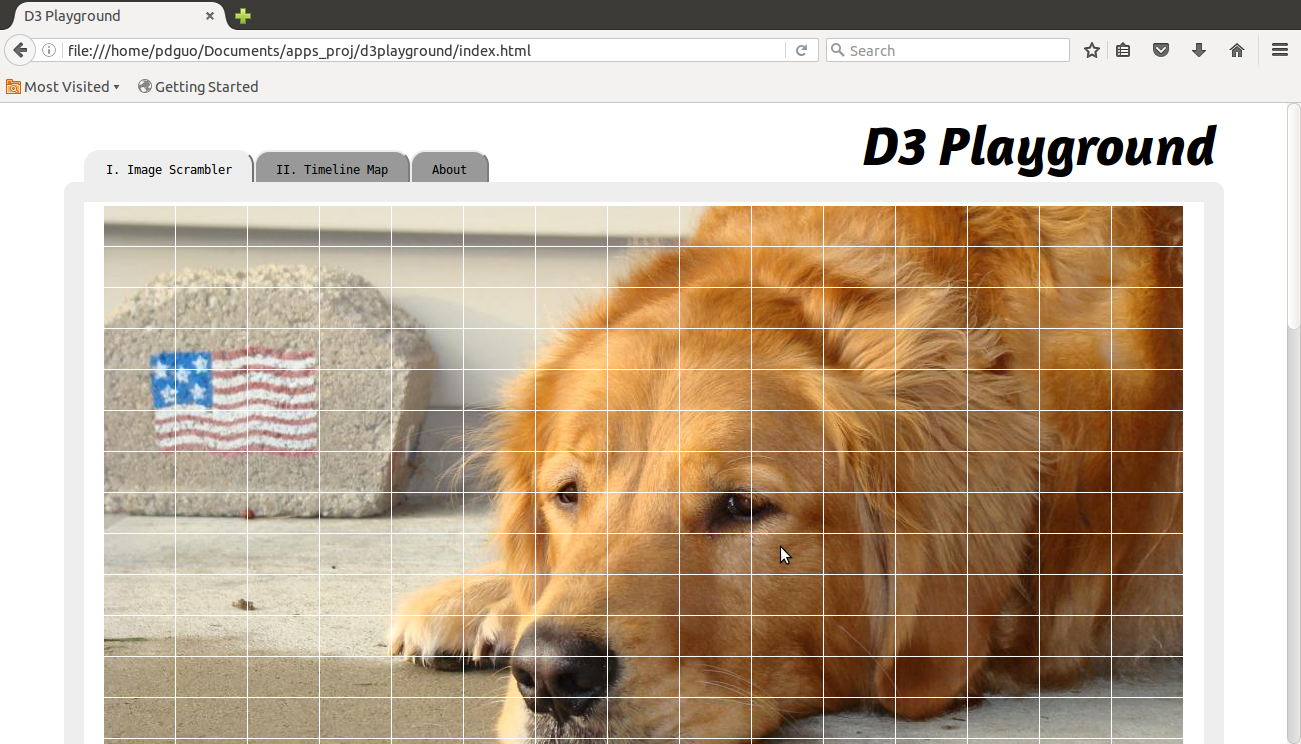 D3 Playground
file:///home/pdguo/Documents/apps_proj/d3playground/index.html
Search
Most Visited
Getting Started
D3 Playground
I. Image Scrambler
II. Timeline Map
About